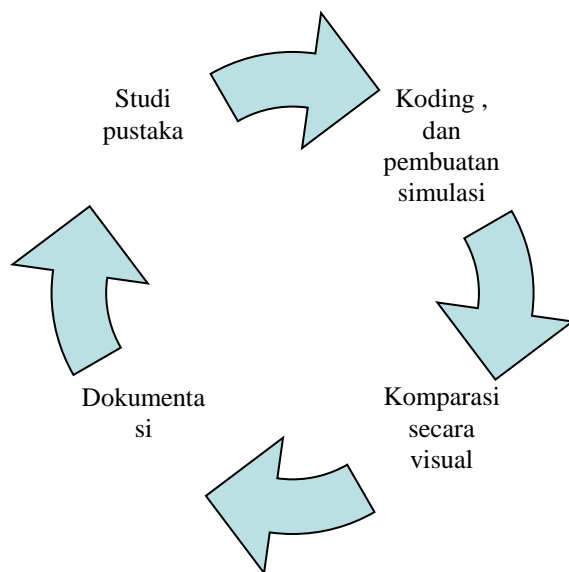 Studi
pustaka
Koding ,
dan
pembuatan
simulasi
Komparasi
secara
visual
Dokumenta
si